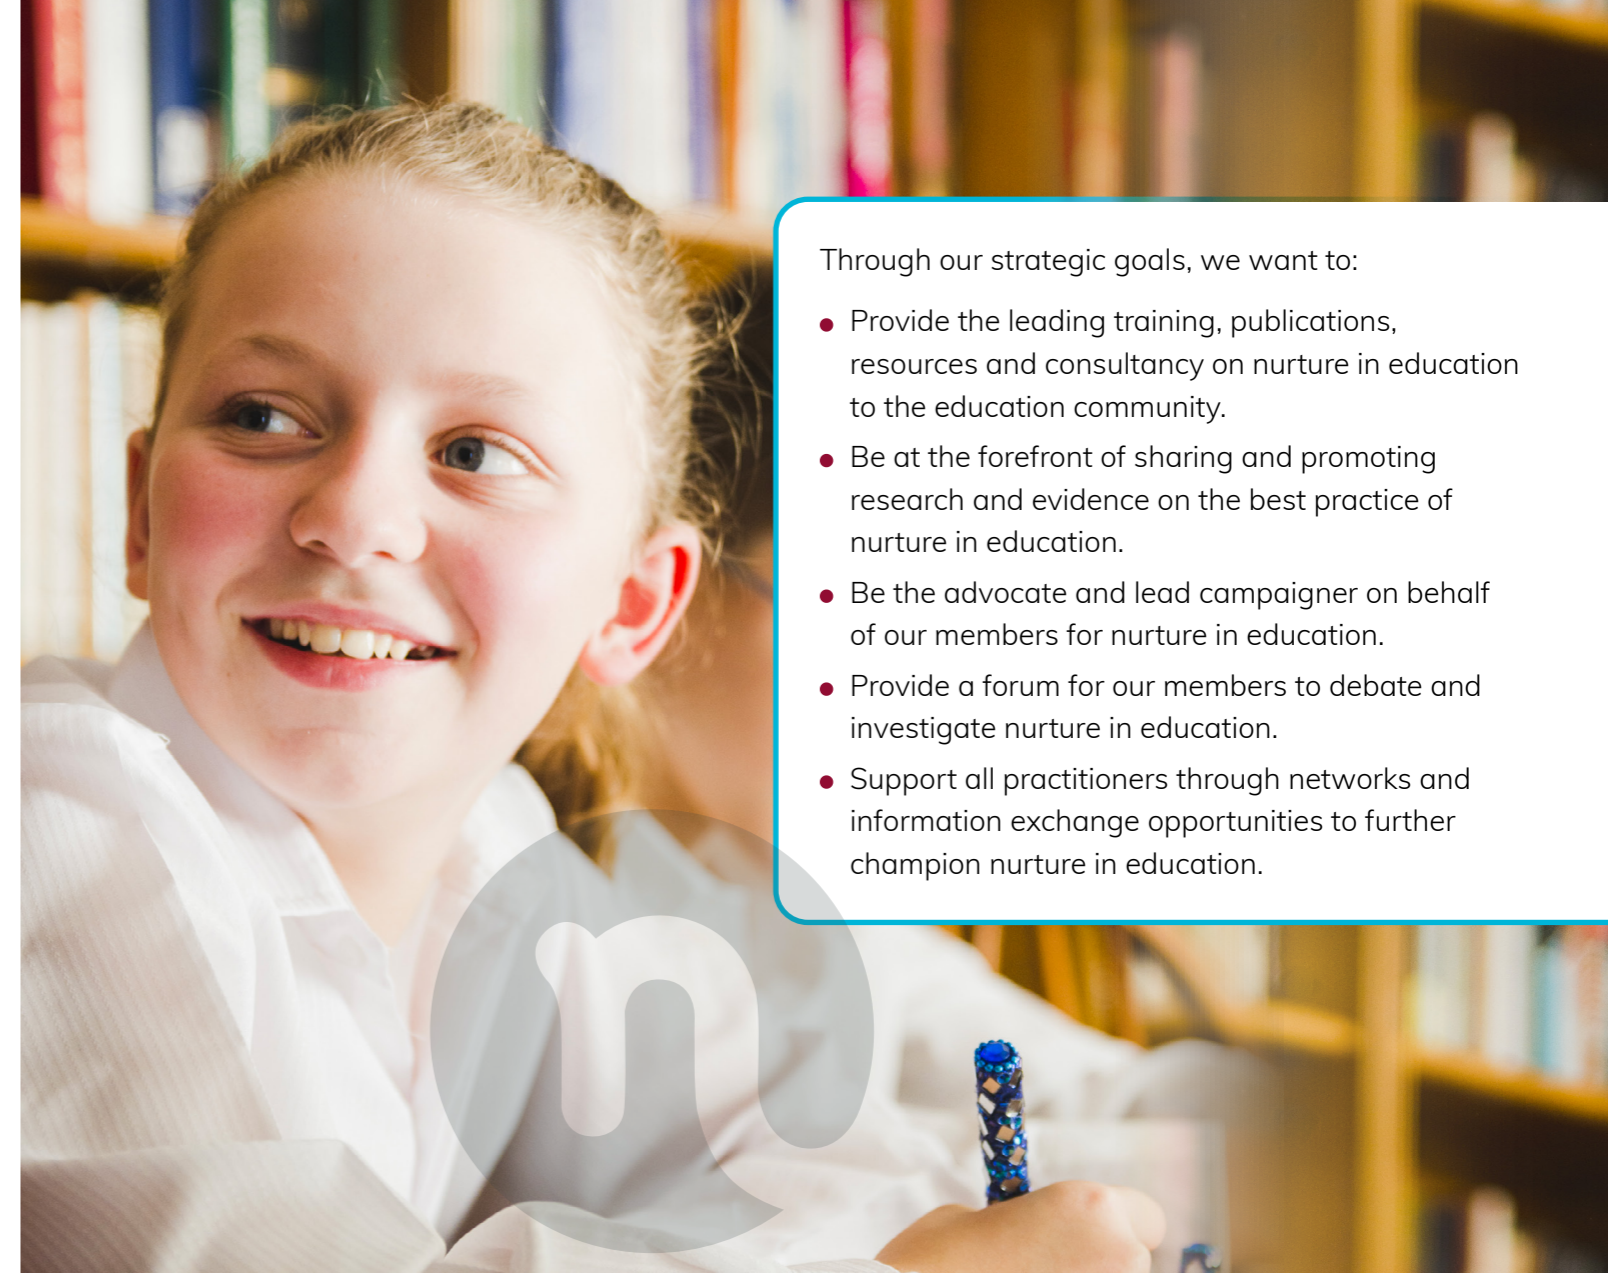 Through our strategic goals, we want to:
• Provide the leading training, publications,
resources and consultancy on nurture in education
to the education community.
• Be at the forefront of sharing and promoting
research and evidence on the best practice of
nurture in education.
• Be the advocate and lead campaigner on behalf
of our members for nurture in education.
• Provide a forum for our members to debate and
investigate nurture in education.
• Support all practitioners through networks and
information exchange opportunities to further
champion nurture in education.
n